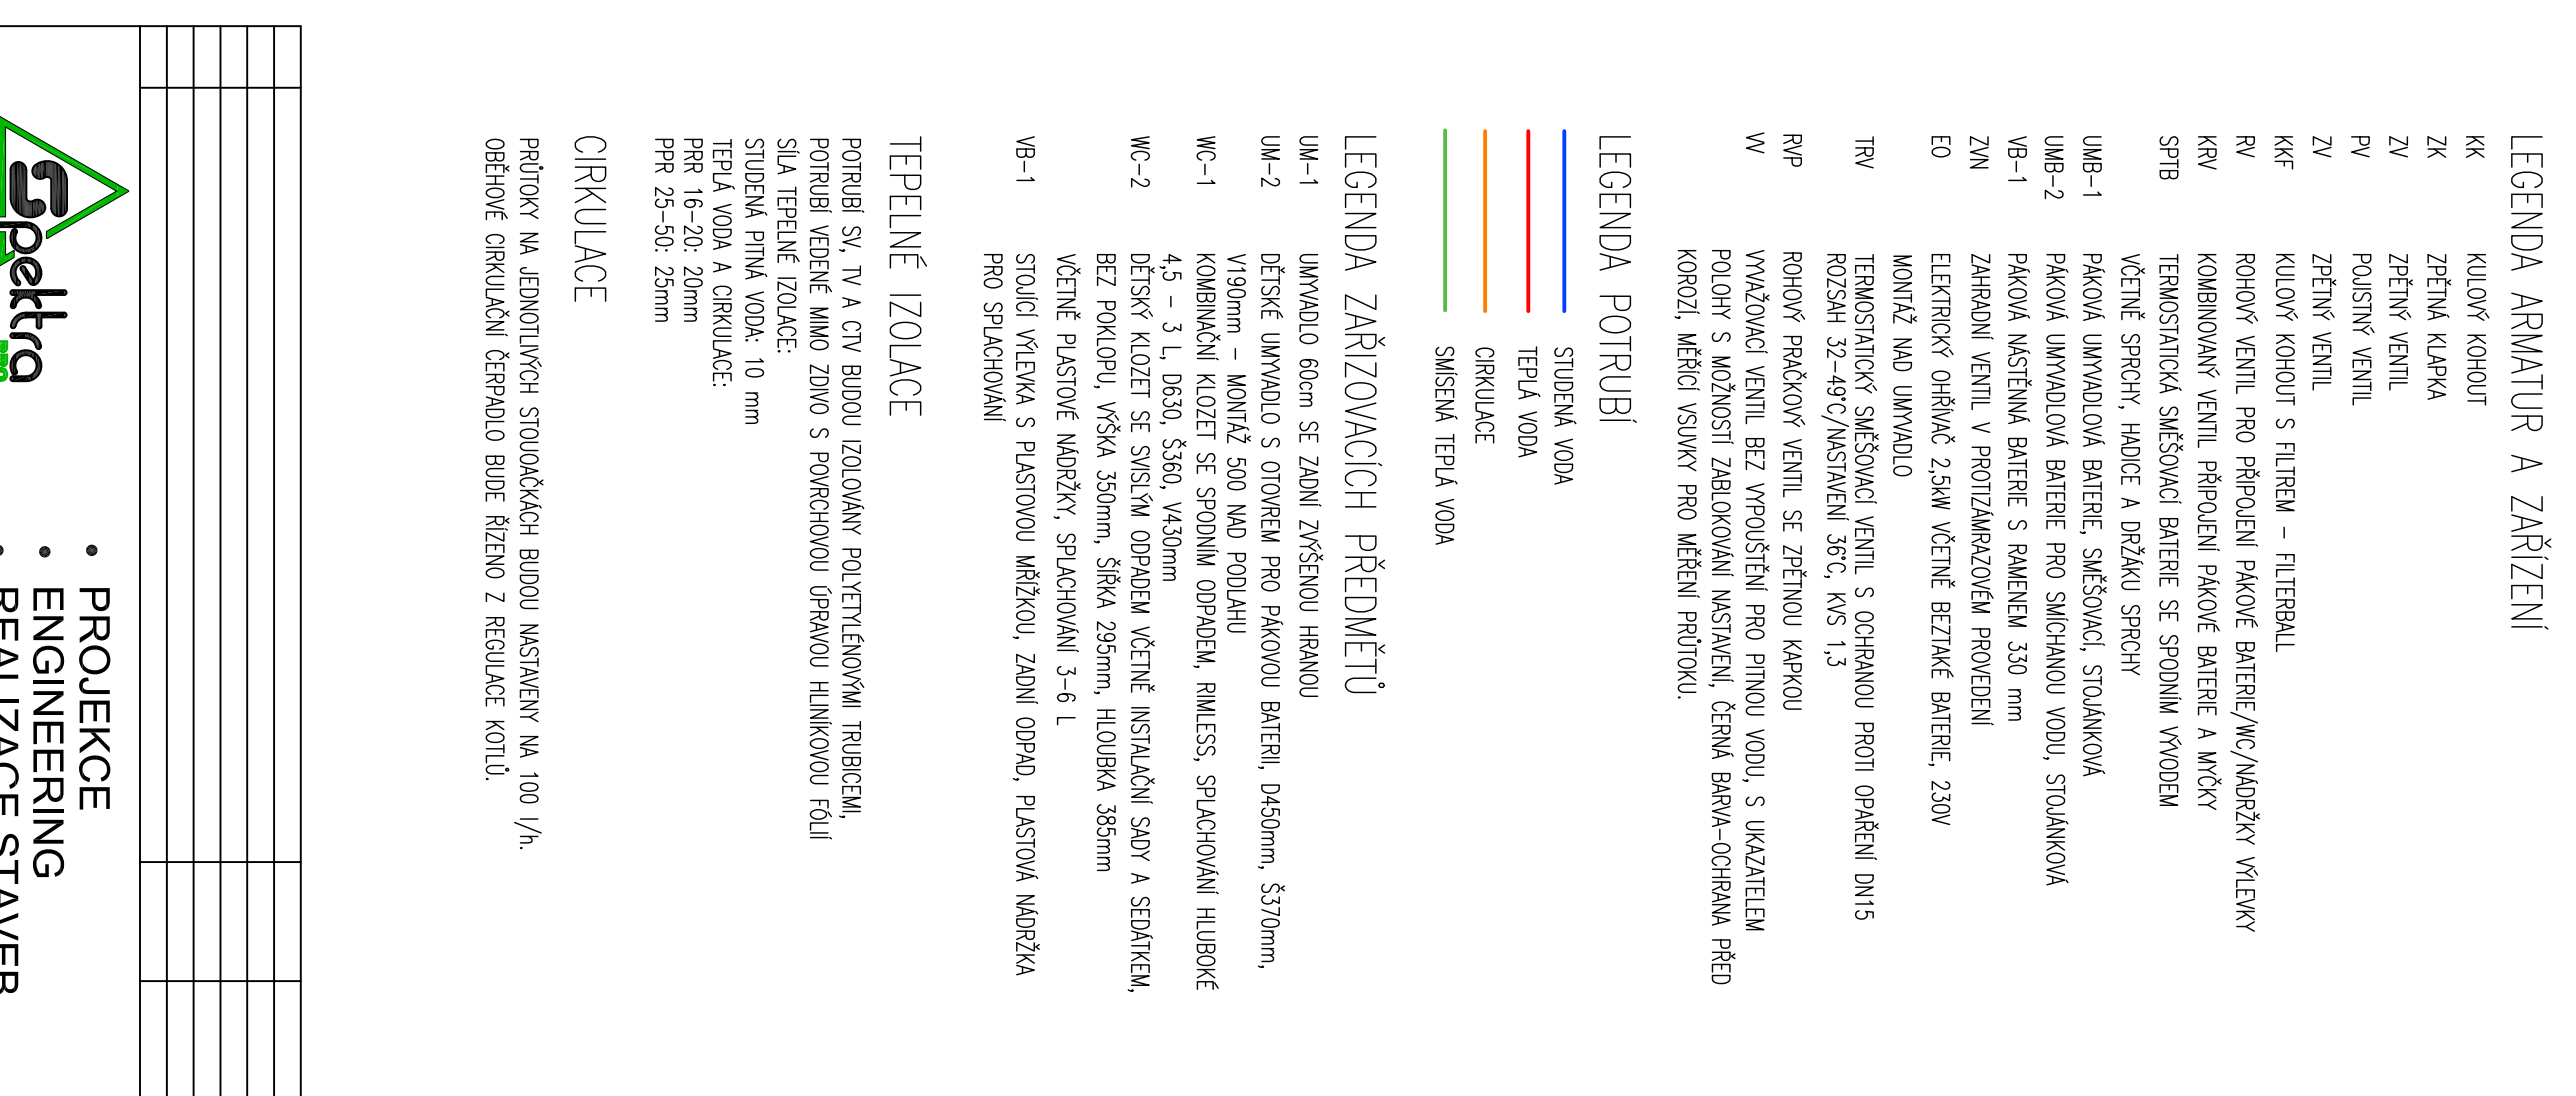 LEGENDA ARMATUR A ZAŘÍZENÍ
KK KULOVÝ KOHOUT
ZK ZPĚTNÁ KLAPKA
ZV ZPĚTNÝ VENTIL
PV POJISTNÝ VENTIL
ZV ZPĚTNÝ VENTIL
KKF KULOVÝ KOHOUT S FILTREM – FILTERBALL
RV ROHOVÝ VENTIL PRO PŘIPOJENÍ PÁKOVÉ BATERIE/WC/NÁDRŽKY VÝLEVKY
KRV KOMBINOVANÝ VENTIL PŘIPOJENÍ PÁKOVÉ BATERIE A MYČKY
SPTB TERMOSTATICKÁ SMĚŠOVACÍ BATERIE SE SPODNÍM VÝVODEM
VČETNĚ SPRCHY, HADICE A DRŽÁKU SPRCHY
UMB–1 PÁKOVÁ UMYVADLOVÁ BATERIE, SMĚŠOVACÍ, STOJÁNKOVÁ
UMB–2 PÁKOVÁ UMYVADLOVÁ BATERIE PRO SMÍCHANOU VODU, STOJÁNKOVÁ
VB–1 PÁKOVÁ NÁSTĚNNÁ BATERIE S RAMENEM 330 mm
ZVN ZAHRADNÍ VENTIL V PROTIZÁMRAZOVÉM PROVEDENÍ
EO ELEKTRICKÝ OHŘÍVAČ 2,5kW VČETNĚ BEZTAKÉ BATERIE, 230V
MONTÁŽ NAD UMYVADLO
TRV TERMOSTATICKÝ SMĚŠOVACÍ VENTIL S OCHRANOU PROTI OPAŘENÍ DN15
ROZSAH 32–49°C/NASTAVENÍ 36°C, KVS 1,3
RVP ROHOVÝ PRAČKOVÝ VENTIL SE ZPĚTNOU KAPKOU
VV VYVAŽOVACÍ VENTIL BEZ VYPOUŠTĚNÍ PRO PITNOU VODU, S UKAZATELEM
POLOHY S MOŽNOSTÍ ZABLOKOVÁNÍ NASTAVENÍ, ČERNÁ BARVA–OCHRANA PŘED
KOROZÍ, MĚŘÍCÍ VSUVKY PRO MĚŘENÍ PRŮTOKU.
LEGENDA POTRUBÍ
STUDENÁ VODA
TEPLÁ VODA
CIRKULACE
SMÍSENÁ TEPLÁ VODA
LEGENDA ZAŘIZOVACÍCH PŘEDMĚTŮ
UM–1 UMYVADLO 60cm SE ZADNÍ ZVÝŠENOU HRANOU
UM–2 DĚTSKÉ UMYVADLO S OTOVREM PRO PÁKOVOU BATERII, D450mm, Š370mm,
V190mm – MONTÁŽ 500 NAD PODLAHU
WC–1 KOMBINAČNÍ KLOZET SE SPODNÍM ODPADEM, RIMLESS, SPLACHOVÁNÍ HLUBOKÉ
4,5 – 3 L, D630, Š360, V430mm
WC–2 DĚTSKÝ KLOZET SE SVISLÝM ODPADEM VČETNĚ INSTALAČNÍ SADY A SEDÁTKEM,
BEZ POKLOPU, VÝŠKA 350mm, ŠÍŘKA 295mm, HLOUBKA 385mm
VČETNĚ PLASTOVÉ NÁDRŽKY, SPLACHOVÁNÍ 3–6 L
VB–1 STOJÍCÍ VÝLEVKA S PLASTOVOU MŘÍŽKOU, ZADNÍ ODPAD, PLASTOVÁ NÁDRŽKA
PRO SPLACHOVÁNÍ
TEPELNÉ IZOLACE
POTRUBÍ SV, TV A CTV BUDOU IZOLOVÁNY POLYETYLÉNOVÝMI TRUBICEMI,
POTRUBÍ VEDENÉ MIMO ZDIVO S POVRCHOVOU ÚPRAVOU HLINÍKOVOU FÓLIÍ
SÍLA TEPELNÉ IZOLACE:
STUDENÁ PITNÁ VODA: 10 mm
TEPLÁ VODA A CIRKULACE:
PRR 16–20: 20mm
PPR 25–50: 25mm
CIRKULACE
PRŮTOKY NA JEDNOTLIVÝCH STOUOAČKÁCH BUDOU NASTAVENY NA 100 l/h.
OBĚHOVÉ CIRKULAČNÍ ČERPADLO BUDE ŘÍZENO Z REGULACE KOTLŮ.
Spektra
PRO
• PROJEKCE
• ENGINEERING
• REALIZACE STAVEB